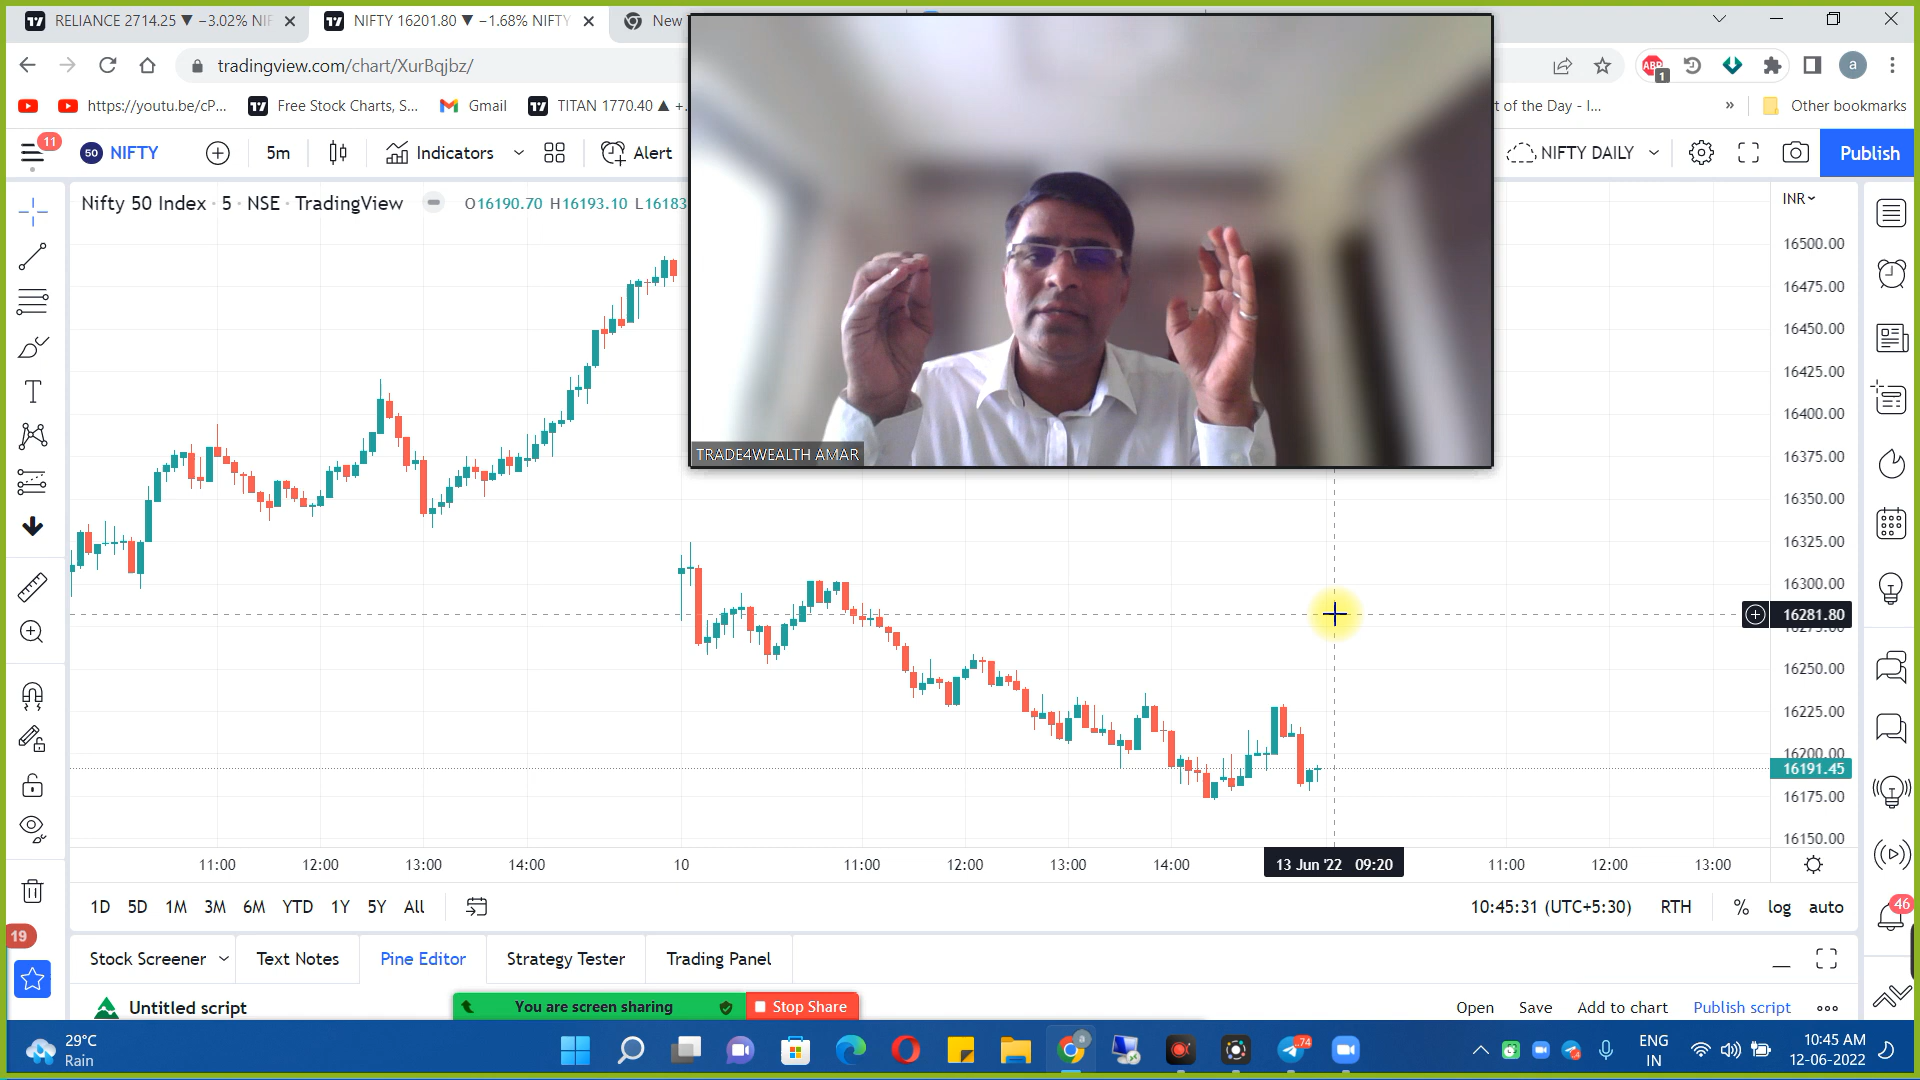 RELIANCE 2714.25 ▼ −3.02% NIF
NIFTY 16201.80 ▼ −1.68% NIFTY
New
tradingview.com/chart/XurBqjbz/
ABP
1
a
https://youtu.be/cP...
Free Stock Charts, S...
Gmail
TITAN 1770.40 ▲ +.
t of the Day - I...
»
Other bookmarks
11
50
NIFTY
5m
Indicators
Alert
NIFTY DAILY
Publish
Nifty 50 Index · 5 · NSE · TradingView
O16190.70 H16193.10 L16183
TRADE4WEALTH AMAR
INR
16500.00
16475.00
16450.00
16425.00
16400.00
16375.00
16350.00
16325.00
16300.00
16281.80
16275.00
16250.00
16225.00
16200.00
16191.45
16175.00
16150.00
11:00 12:00 13:00 14:00 10 11:00 12:00 13:00 14:00 13 Jun '22 09:20 11:00 12:00 13:00
1D 5D 1M 3M 6M YTD 1Y 5Y All
10:45:31 (UTC+5:30) RTH % log auto
46
19
Stock Screener Text Notes Pine Editor Strategy Tester Trading Panel
Untitled script
You are screen sharing
Stop Share
Open Save Add to chart Publish script
29°C
Rain
a
74
ENG
IN
10:45 AM
12-06-2022